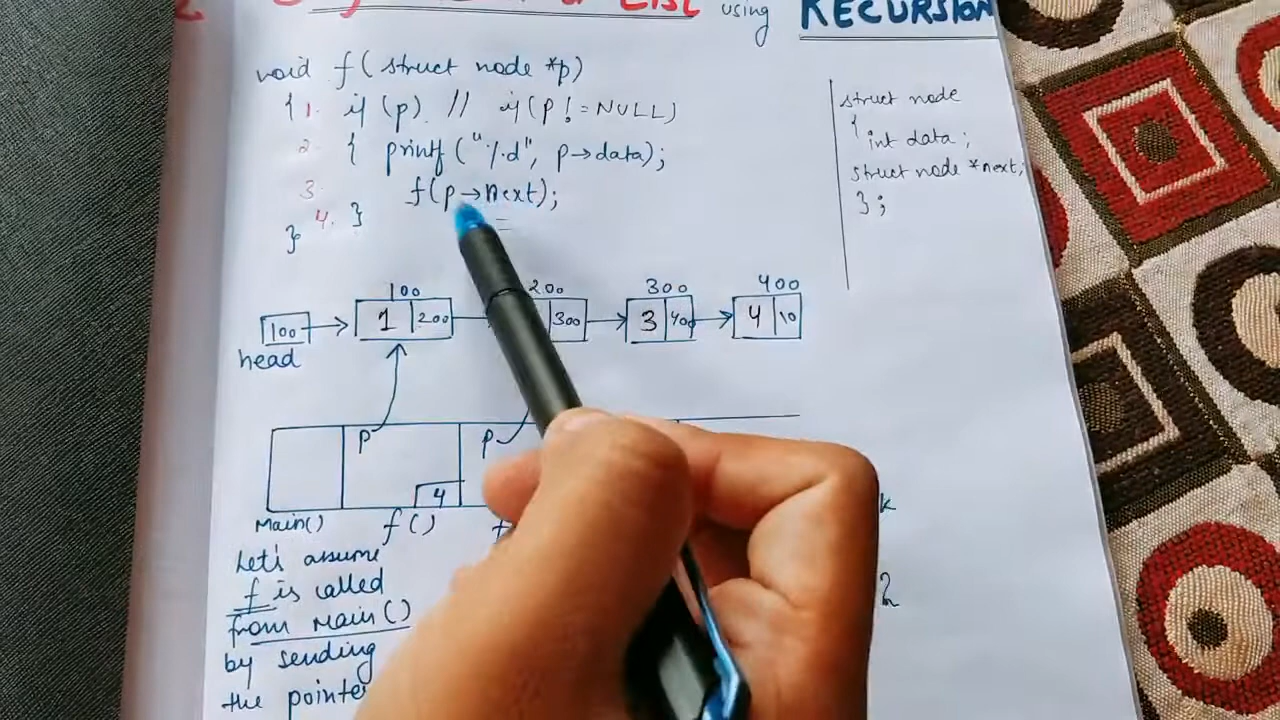 List using RECURSION
void f( struct node *p)
{ 1. if (p) // if (p != NULL)
2. { printf ("%d", p→data);
3. f(p→next);
4. }
}
struct node
{
int data;
struct node *next;
};
100 200 300 400
100 1 200 300 3 400 4 10
head
p p
4
Main() f()
Let's assume
f is called
from main()
by sending
the pointe